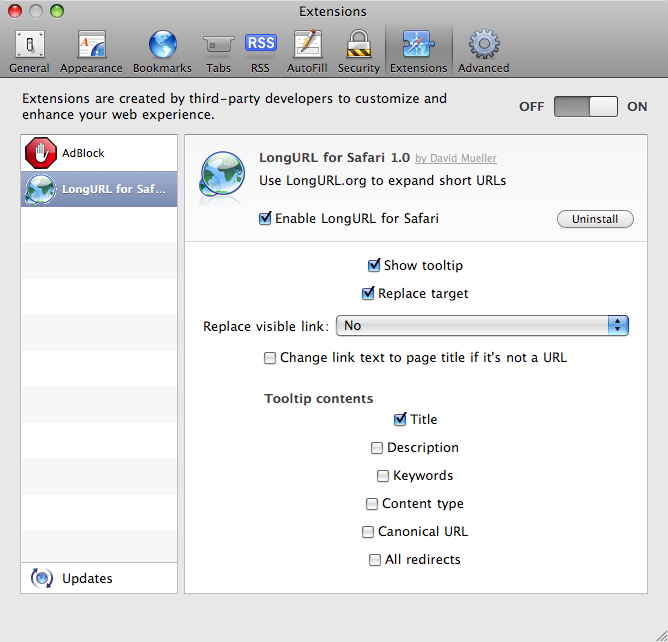 Extensions
General
Appearance
Bookmarks
Tabs
RSS
RSS
AutoFill
Security
Extensions
Advanced
Extensions are created by third-party developers to customize and
enhance your web experience.
OFF
ON
AdBlock
LongURL for Saf...
Updates
LongURL for Safari 1.0 by David Mueller
Use LongURL.org to expand short URLs
Enable LongURL for Safari
Uninstall
Show tooltip
Replace target
Replace visible link: No
Change link text to page title if it's not a URL
Tooltip contents
Title
Description
Keywords
Content type
Canonical URL
All redirects